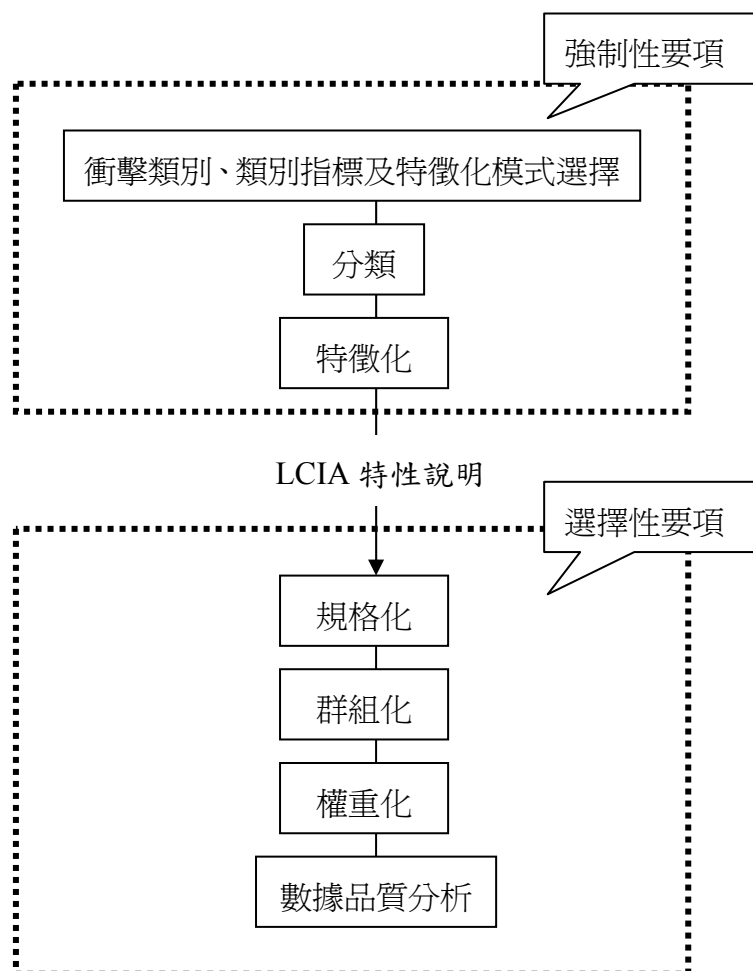 強制性要項
衝擊類別、類別指標及特徵化模式選擇
分類
特徵化
LCIA 特性說明
選擇性要項
規格化
群組化
權重化
數據品質分析